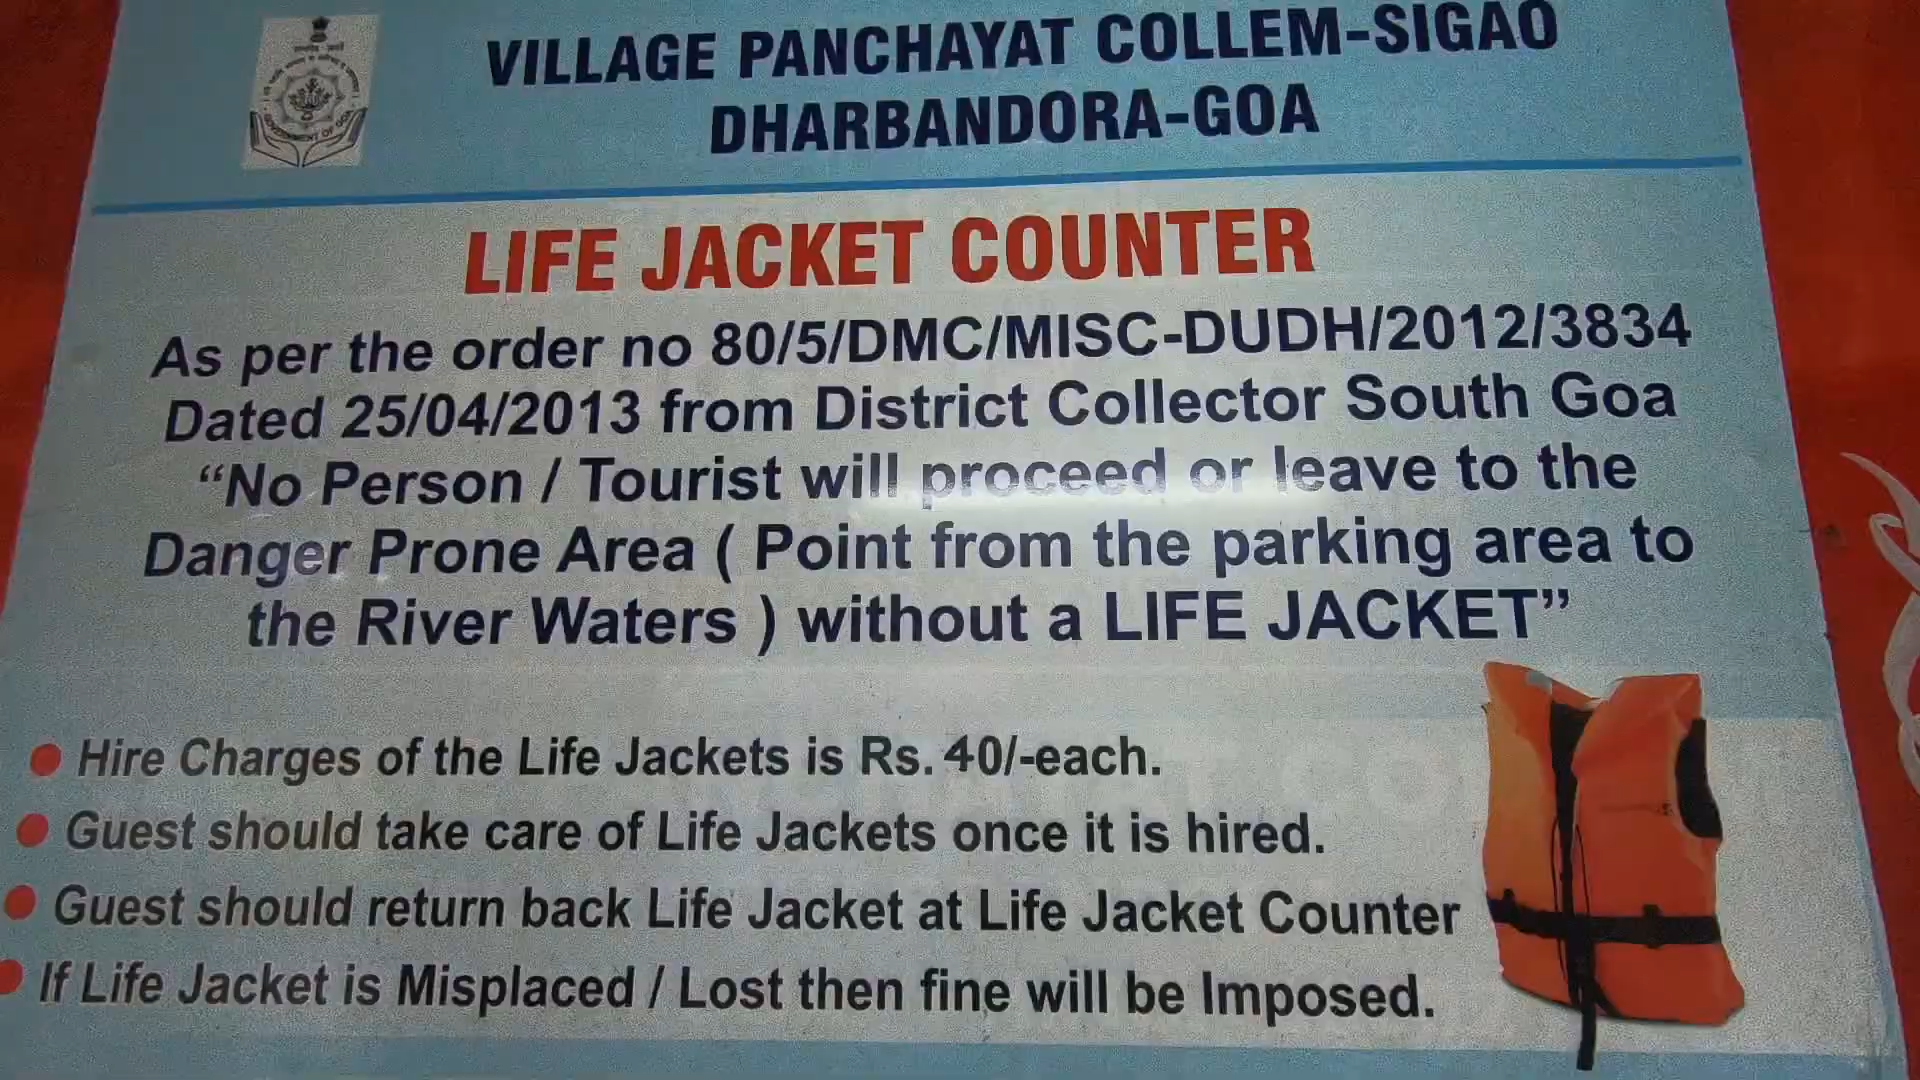 VILLAGE PANCHAYAT COLLEM-SIGAO
DHARBANDORA-GOA
GOVERNMENT OF GOA
LIFE JACKET COUNTER
As per the order no 80/5/DMC/MISC-DUDH/2012/3834
Dated 25/04/2013 from District Collector South Goa
“No Person / Tourist will proceed or leave to the
Danger Prone Area ( Point from the parking area to
the River Waters ) without a LIFE JACKET”
Hire Charges of the Life Jackets is Rs. 40/-each.
Guest should take care of Life Jackets once it is hired.
Guest should return back Life Jacket at Life Jacket Counter
If Life Jacket is Misplaced / Lost then fine will be Imposed.